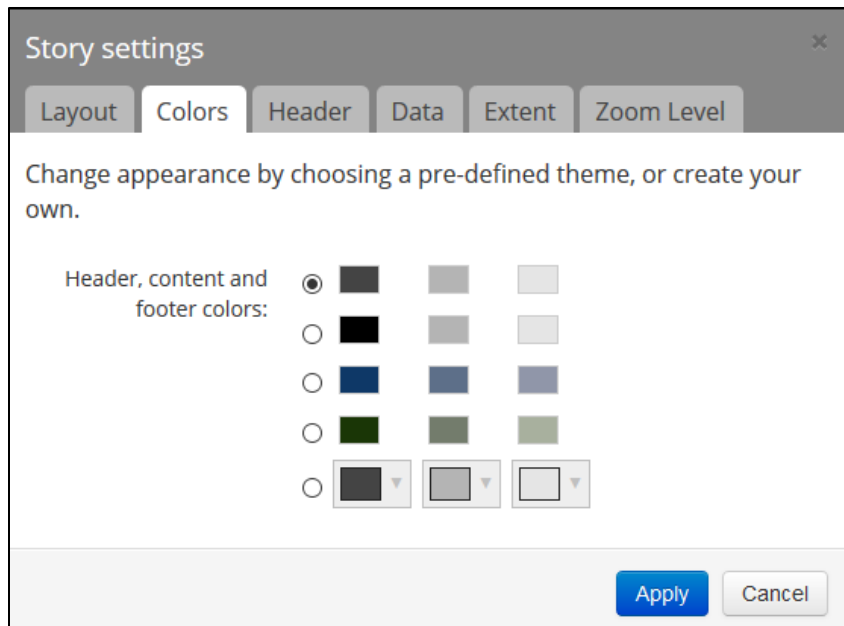 Story settings
Layout Colors Header Data Extent Zoom Level
Change appearance by choosing a pre-defined theme, or create your
own.
Header, content and
footer colors:
Apply Cancel